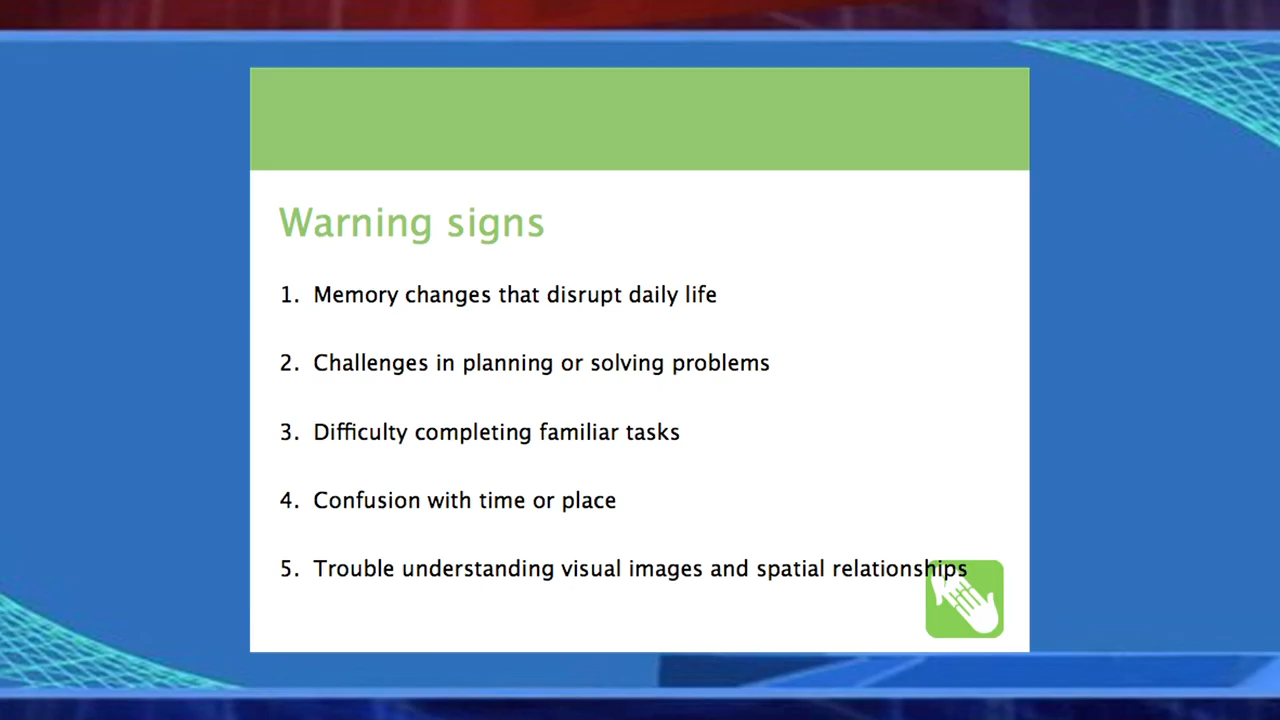 Warning signs
1. Memory changes that disrupt daily life
2. Challenges in planning or solving problems
3. Difficulty completing familiar tasks
4. Confusion with time or place
5. Trouble understanding visual images and spatial relationships